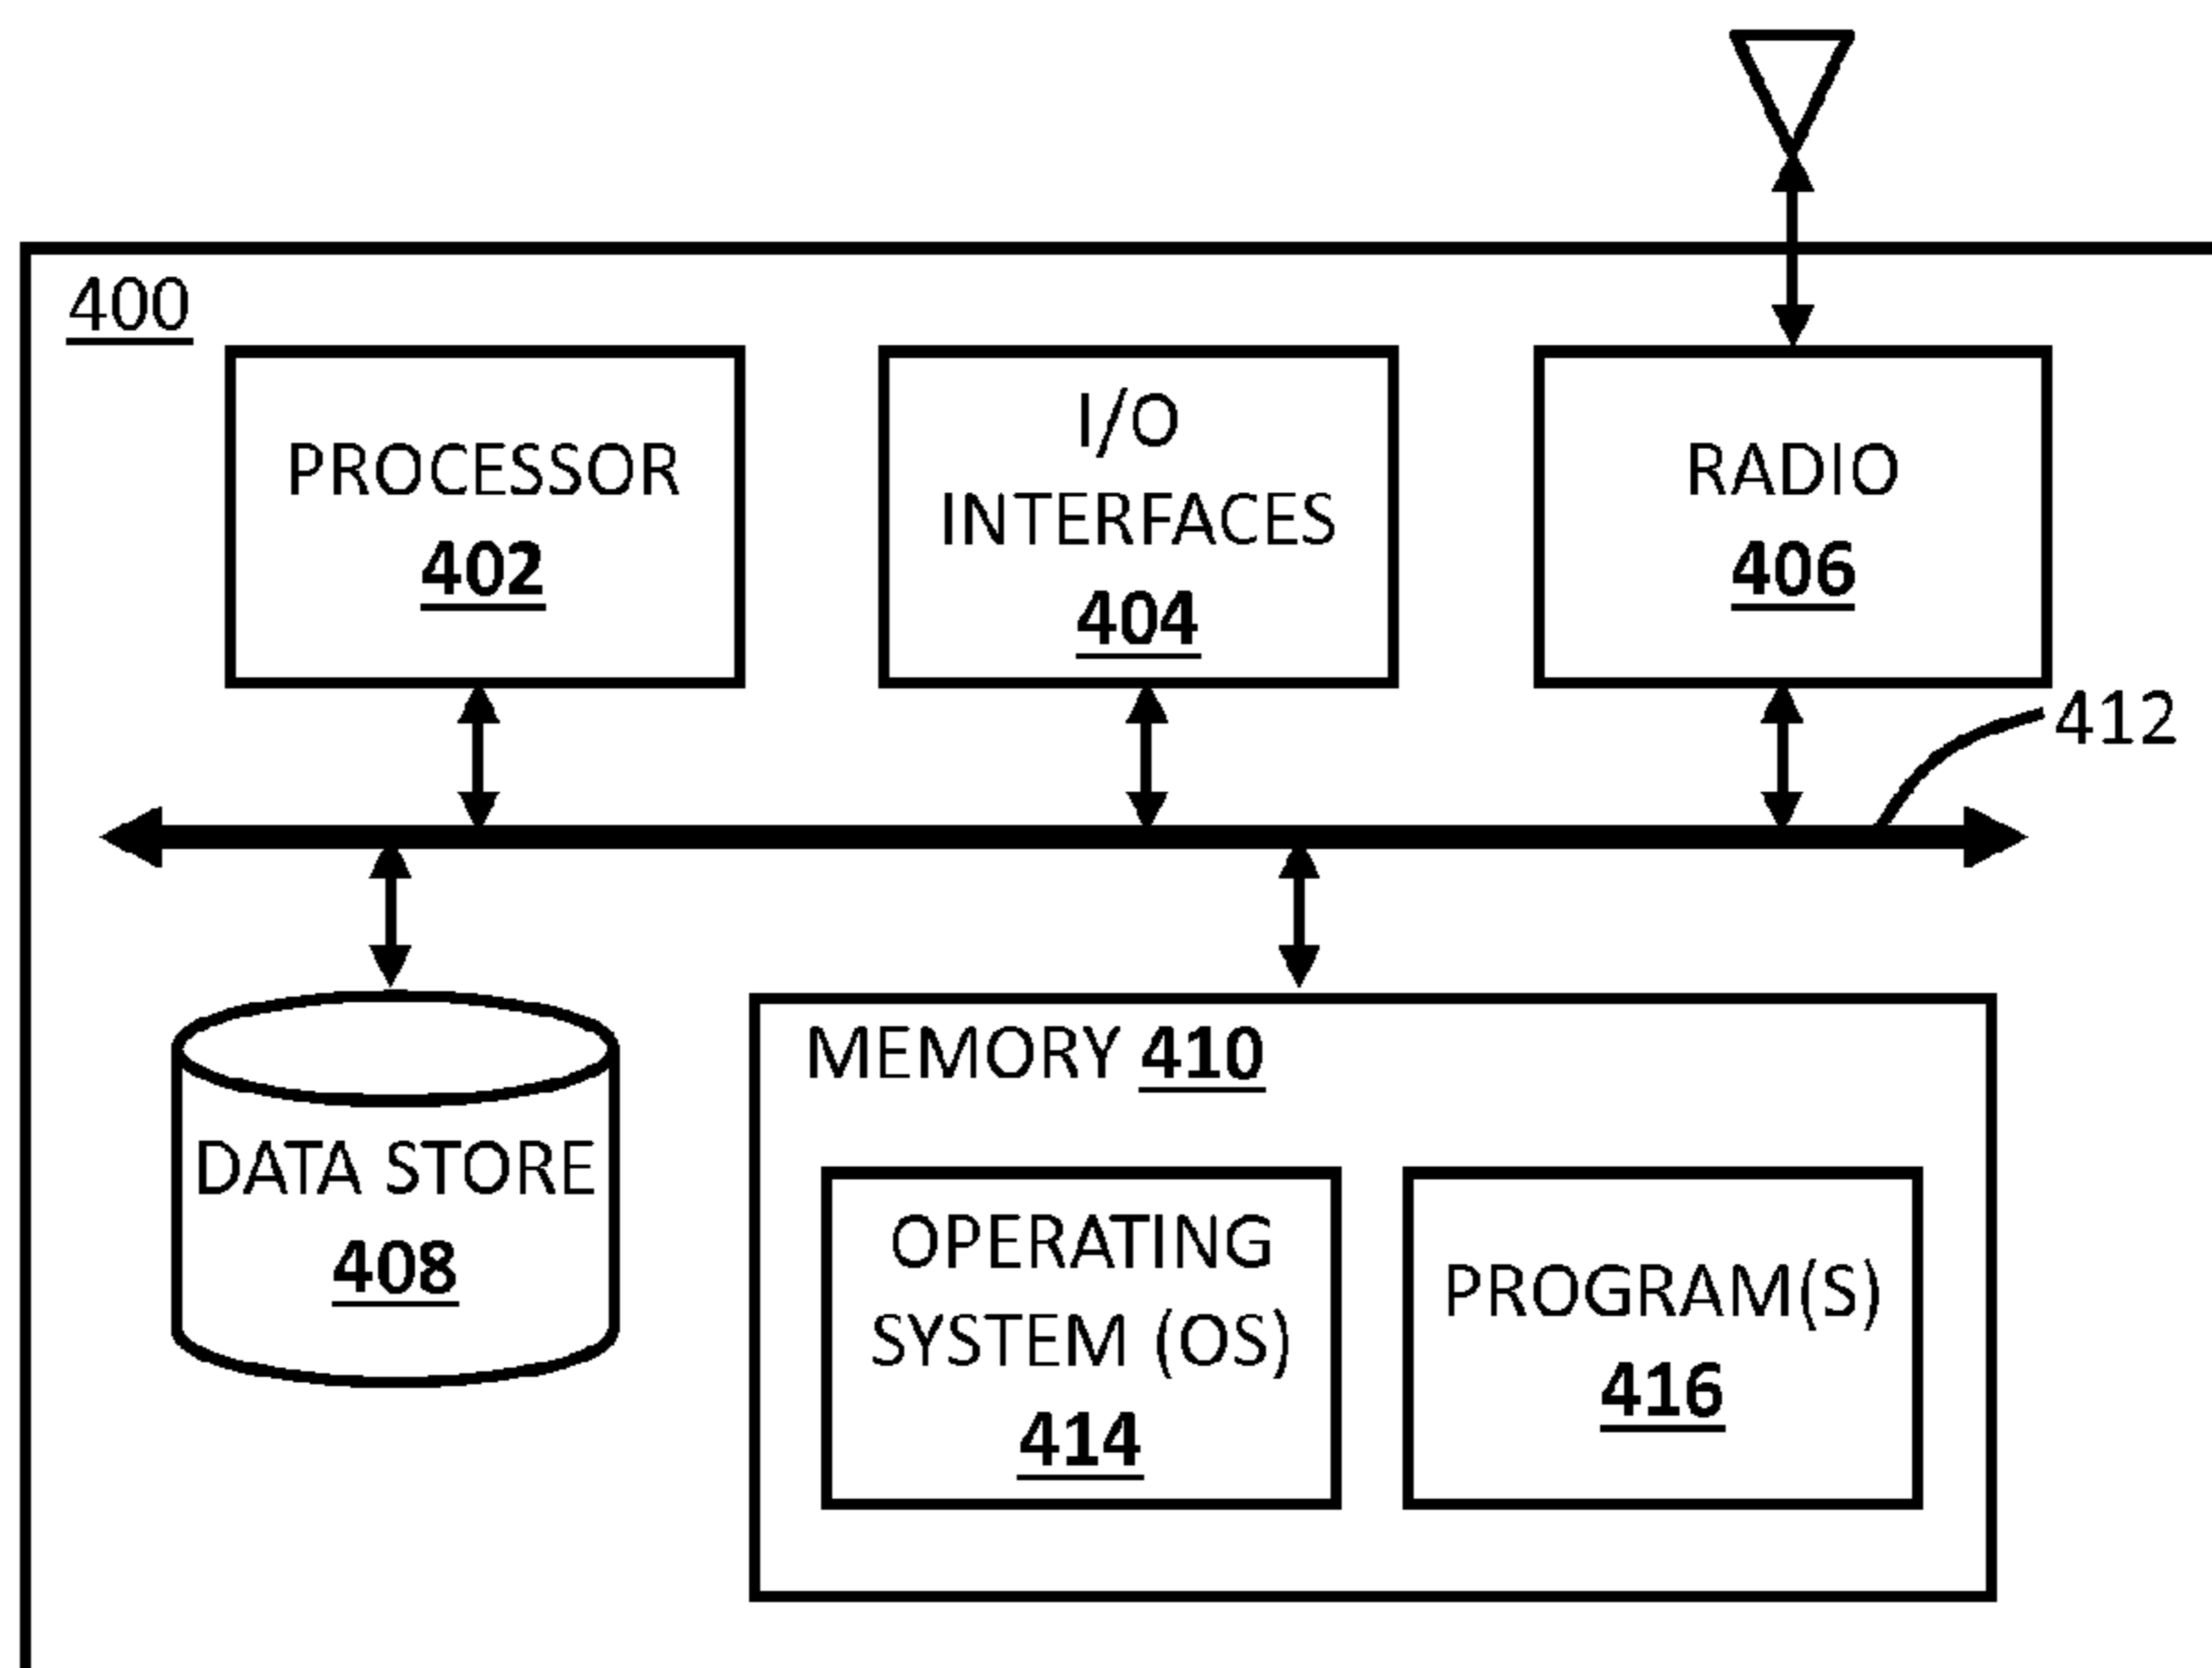 400
PROCESSOR
402
I/O
INTERFACES
404
RADIO
406
412
DATA STORE
408
MEMORY 410
OPERATING
SYSTEM (OS)
414
PROGRAM(S)
416